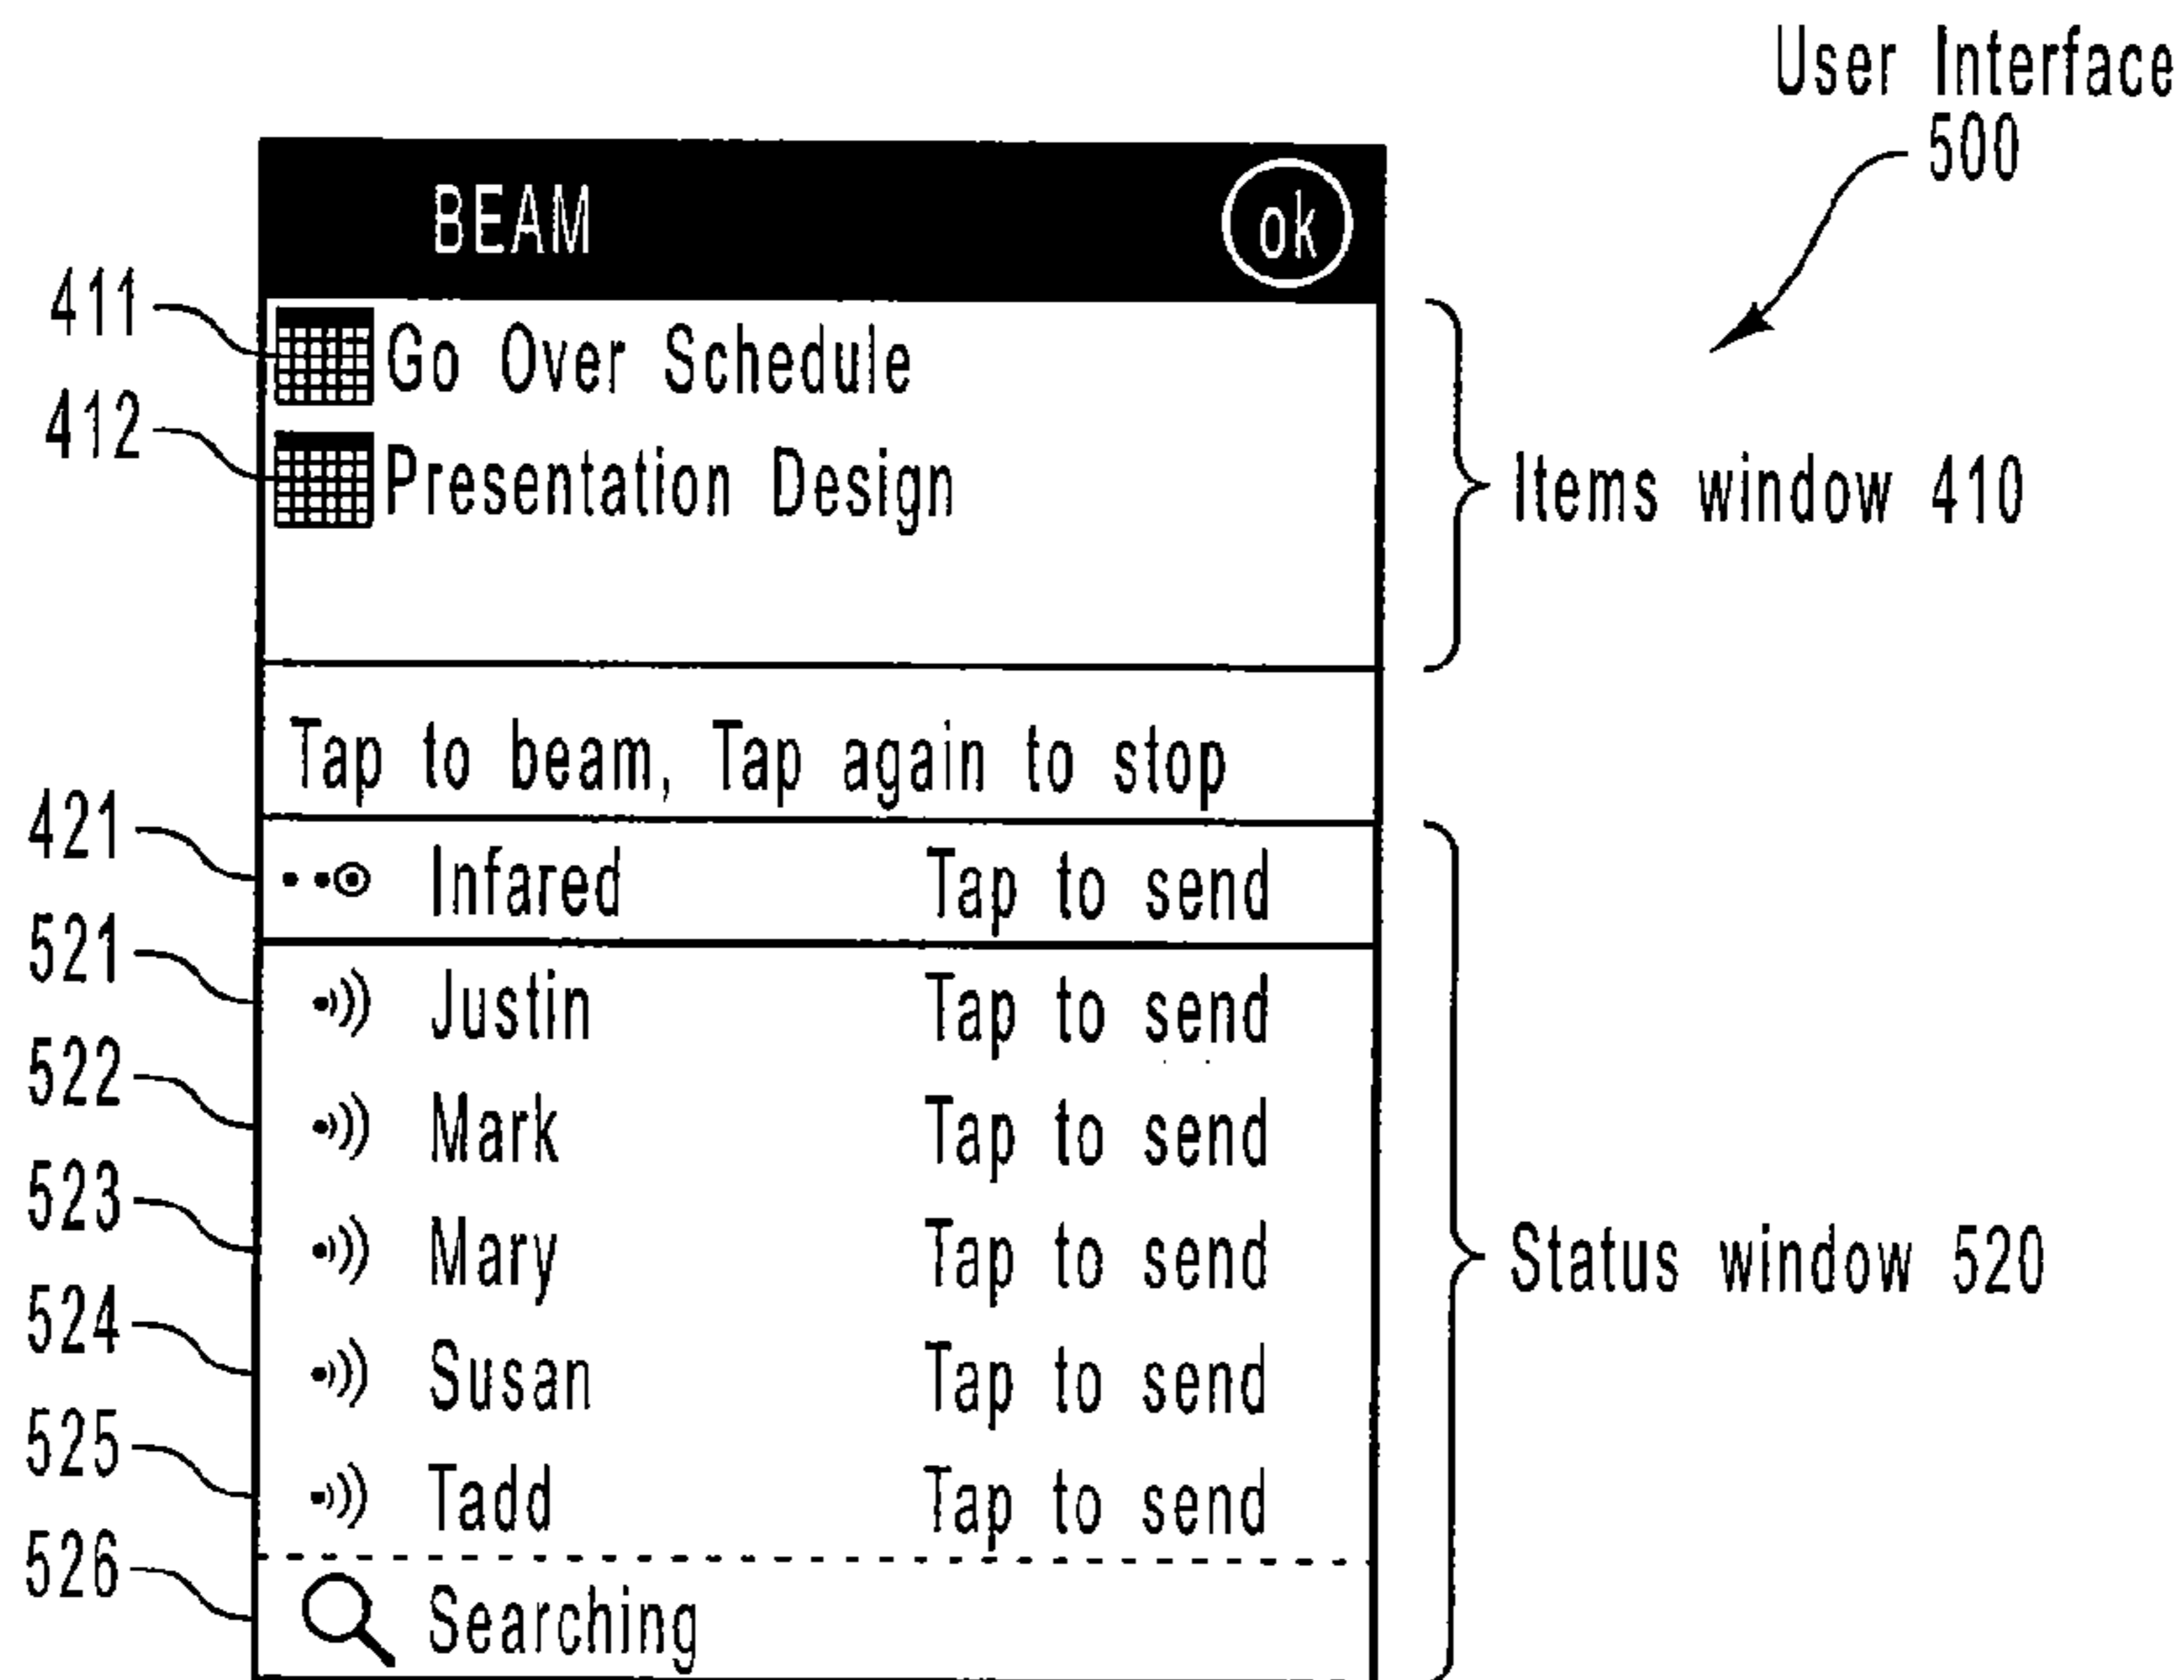 User Interface
500
BEAM ok
411 Go Over Schedule
412 Presentation Design
Items window 410
Tap to beam, Tap again to stop
421 Infared Tap to send
521 Justin Tap to send
522 Mark Tap to send
523 Mary Tap to send
Status window 520
524 Susan Tap to send
525 Tadd Tap to send
526 Searching